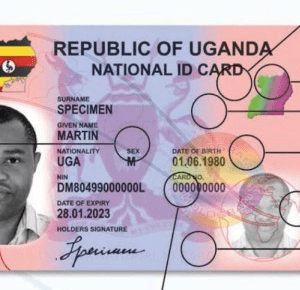 REPUBLIC OF UGANDA
NATIONAL ID CARD
SURNAME
SPECIMEN
GIVEN NAME
MARTIN
NATIONALITY SEX DATE OF BIRTH
UGA M 01.06.1980
NIN CARD NO.
DM80499000000L 000000000
DATE OF EXPIRY
28.01.2023
HOLDERS SIGNATURE
Specimen